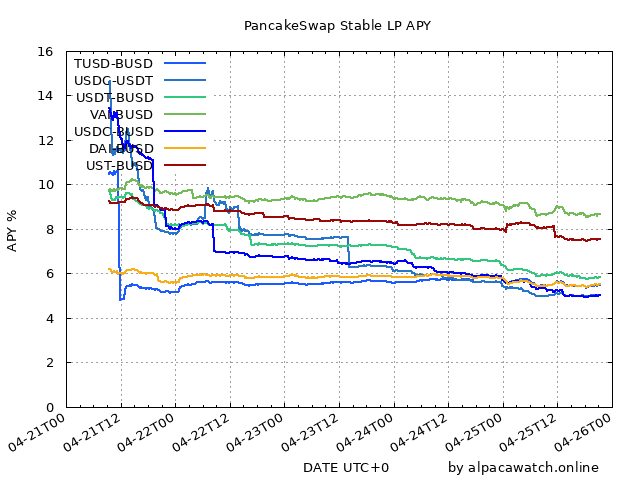 PancakeSwap Stable LP APY
16
14
12
10
8
6
4
2
0
APY %
TUSD-BUSD
USDC-USDT
USDT-BUSD
VAI-BUSD
USDC-BUSD
DAI-BUSD
UST-BUSD
04-21T00
04-21T12
04-22T00
04-22T12
04-23T00
04-23T12
04-24T00
04-24T12
04-25T00
04-25T12
04-26T00
DATE UTC+0
by alpacawatch.online